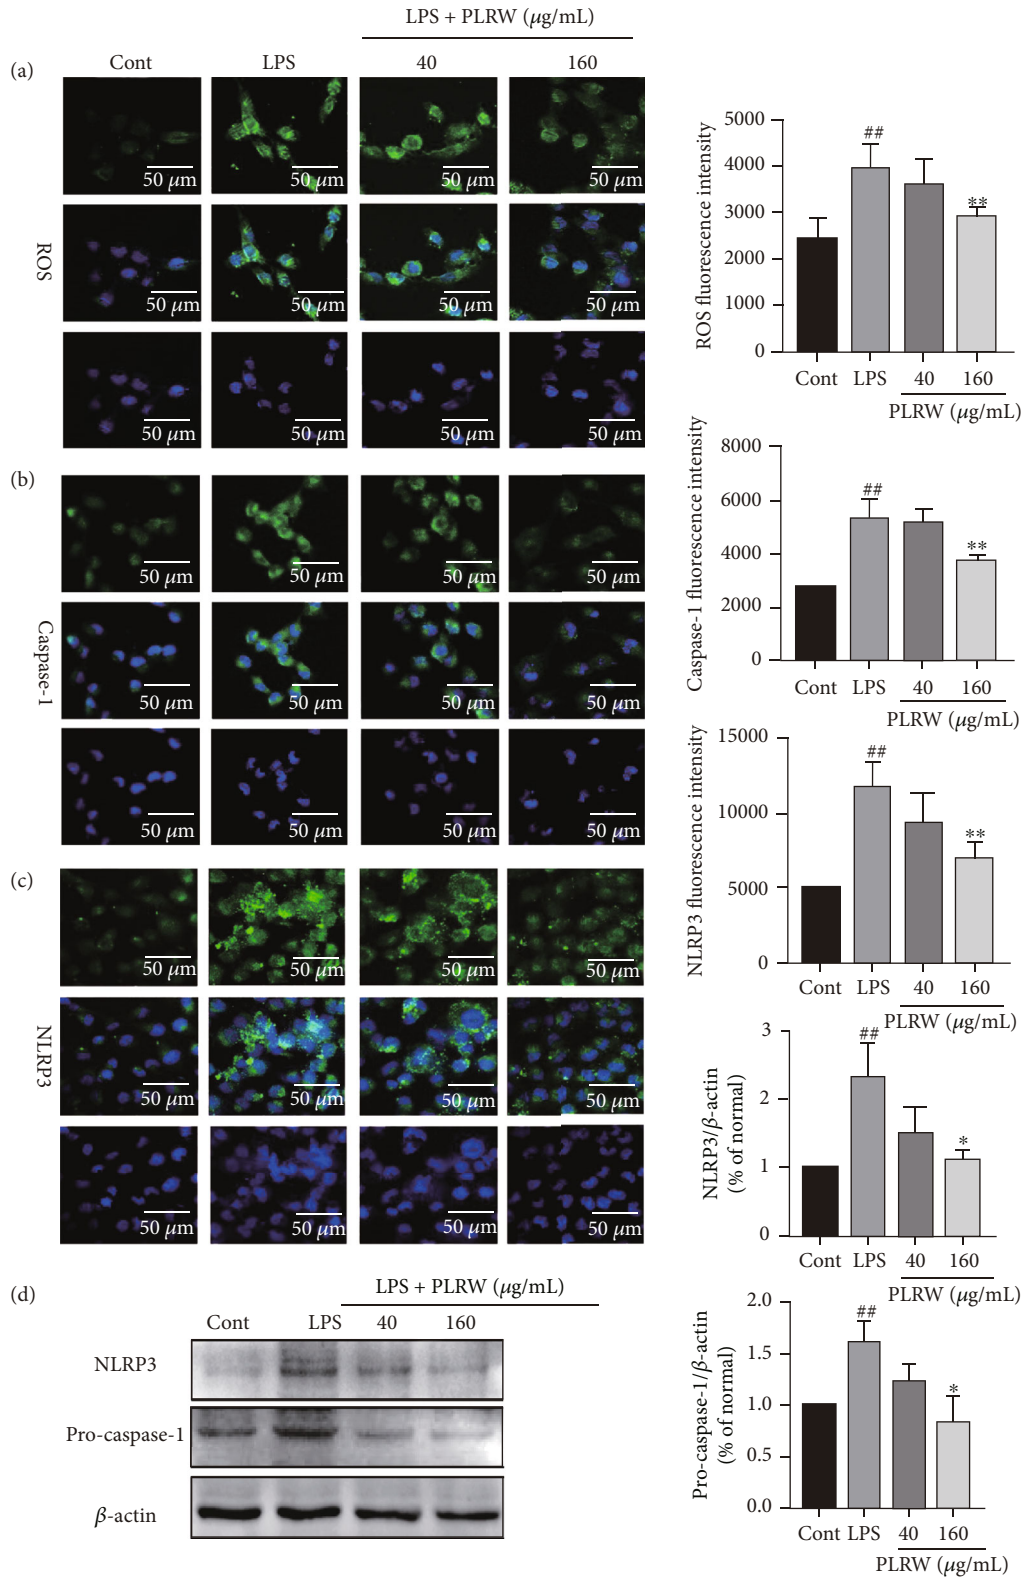 LPS + PLRW (μg/mL)
(a)
Cont LPS 40 160
50 μm 50 μm 50 μm 50 μm
ROS
50 μm 50 μm 50 μm 50 μm
50 μm 50 μm 50 μm 50 μm
(b)
50 μm 50 μm 50 μm 50 μm
Caspase-1
50 μm 50 μm 50 μm 50 μm
50 μm 50 μm 50 μm 50 μm
(c)
50 μm 50 μm 50 μm 50 μm
NLRP3
50 μm 50 μm 50 μm 50 μm
50 μm 50 μm 50 μm 50 μm
(d)
LPS + PLRW (μg/mL)
Cont LPS 40 160
NLRP3
Pro-caspase-1
β-actin
ROS fluorescence intensity
5000
4000
3000
2000
1000
0
##
**
Cont LPS 40 160
PLRW (μg/mL)
Caspase-1 fluorescence intensity
8000
6000
4000
2000
0
##
**
Cont LPS 40 160
PLRW (μg/mL)
NLRP3 fluorescence intensity
15000
10000
5000
0
##
**
Cont LPS 40 160
PLRW (μg/mL)
NLRP3/β-actin
(% of normal)
3
2
1
0
##
*
Cont LPS 40 160
PLRW (μg/mL)
Pro-caspase-1/β-actin
(% of normal)
2.0
1.5
1.0
0.5
0.0
##
*
Cont LPS 40 160
PLRW (μg/mL)